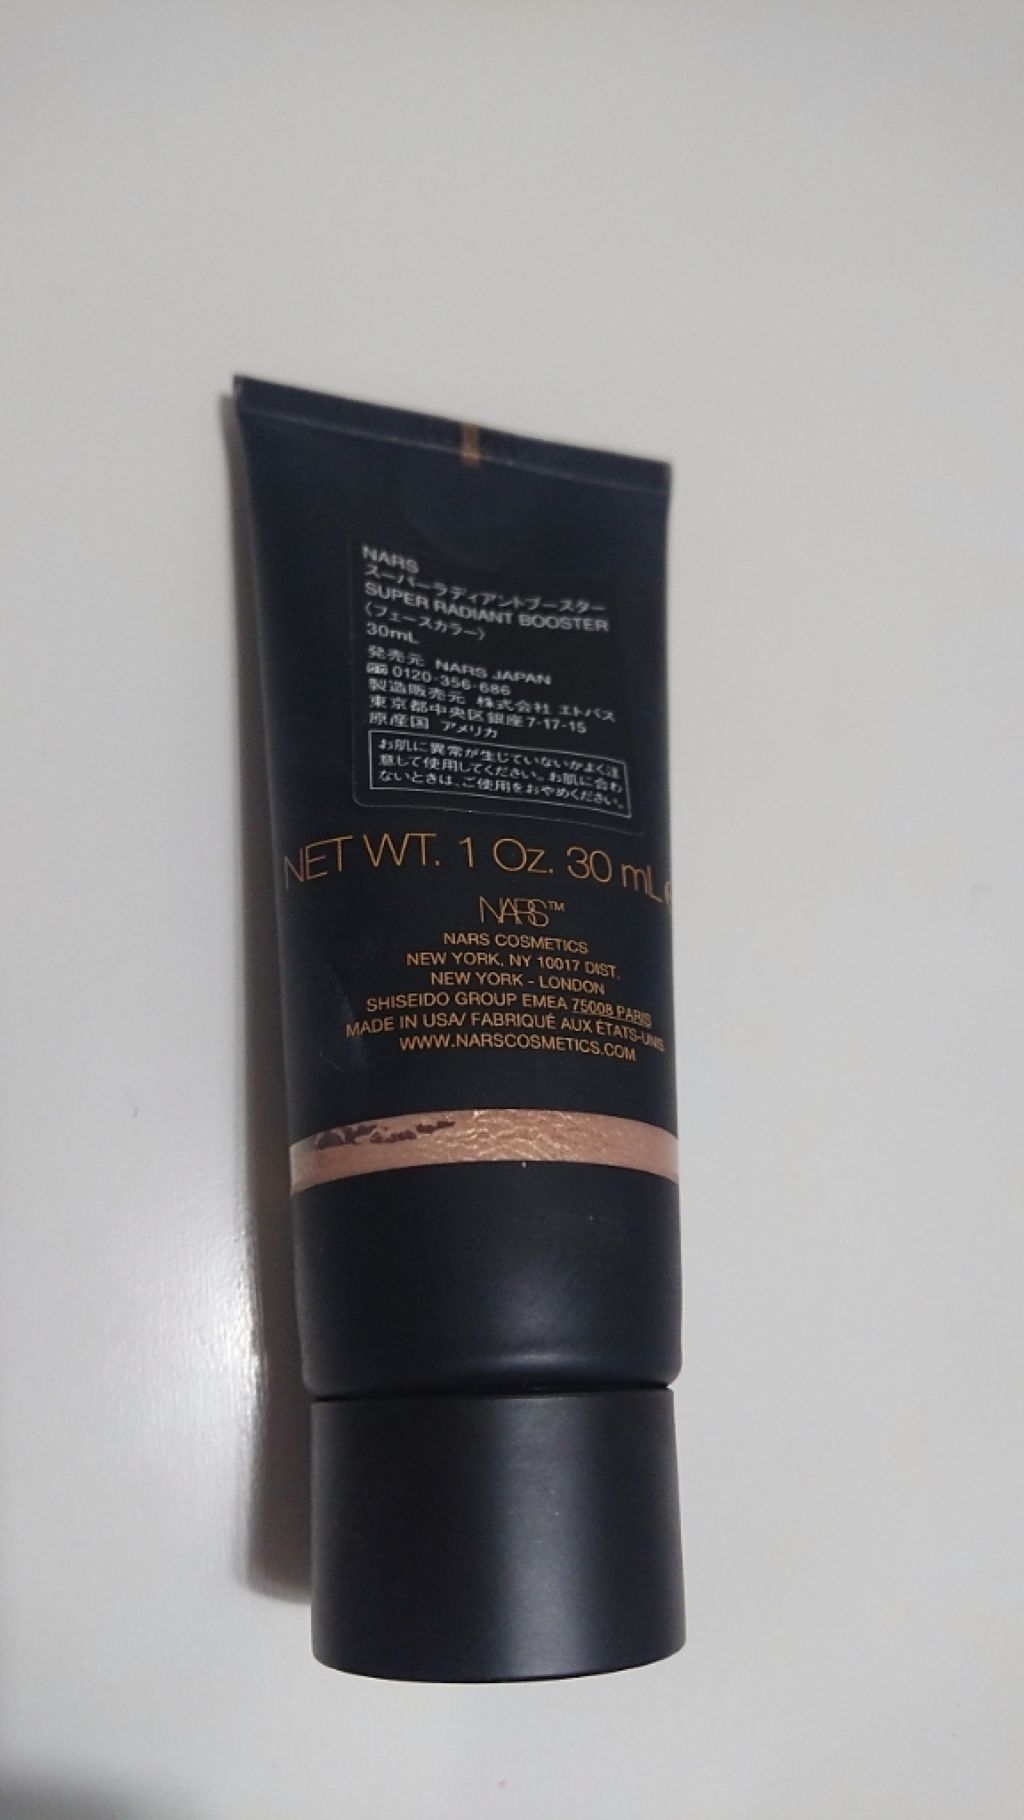 NARS
スーパーラディアントブースター
SUPER RADIANT BOOSTER
〈フェースカラー〉
30mL
発売元 NARS JAPAN
0120-356-686
製造販売元 株式会社 エトバス
東京都中央区銀座7-17-15
原産国 アメリカ
お肌に異常が生じていないかよく注
意して使用してください。お肌に合わ
ないときは、ご使用をおやめください。
NET WT. 1 Oz. 30 mL e
NARS™
NARS COSMETICS
NEW YORK, NY 10017 DIST.
NEW YORK - LONDON
SHISEIDO GROUP EMEA 75008 PARIS
MADE IN USA/ FABRIQUÉ AUX ÉTATS-UNIS
WWW.NARSCOSMETICS.COM